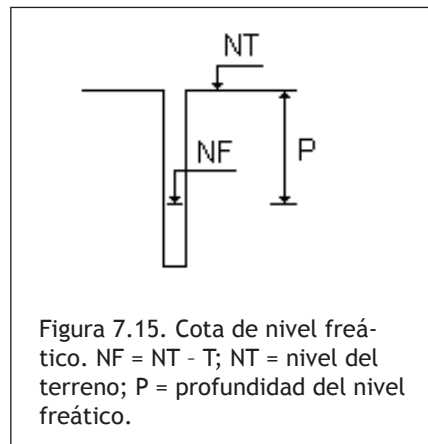 NT
NF
P
Figura 7.15. Cota de nivel freá-
tico. NF = NT - T; NT = nivel del
terreno; P = profundidad del nivel
freático.